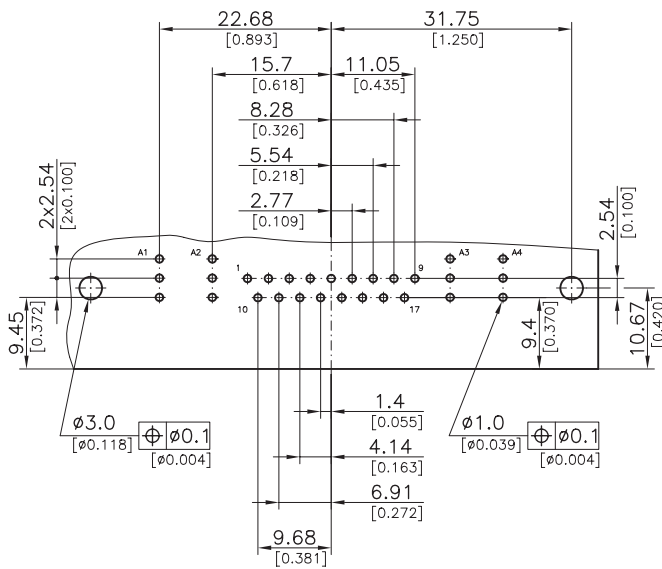 22.68
[0.893]
31.75
[1.250]
15.7
[0.618]
11.05
[0.435]
8.28
[0.326]
5.54
[0.218]
2.77
[0.109]
2x2.54
[2x0.100]
2.54
[0.100]
A1
A2
A3
A4
1
9
10
17
9.45
[0.372]
9.4
[0.370]
10.67
[0.420]
ø3.0
[ø0.118]
ø0.1
[ø0.004]
ø1.0
[ø0.039]
ø0.1
[ø0.004]
1.4
[0.055]
4.14
[0.163]
6.91
[0.272]
9.68
[0.381]